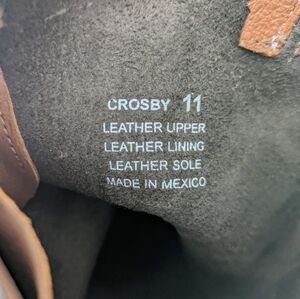 CROSBY 11
LEATHER UPPER
LEATHER LINING
LEATHER SOLE
MADE IN MEXICO